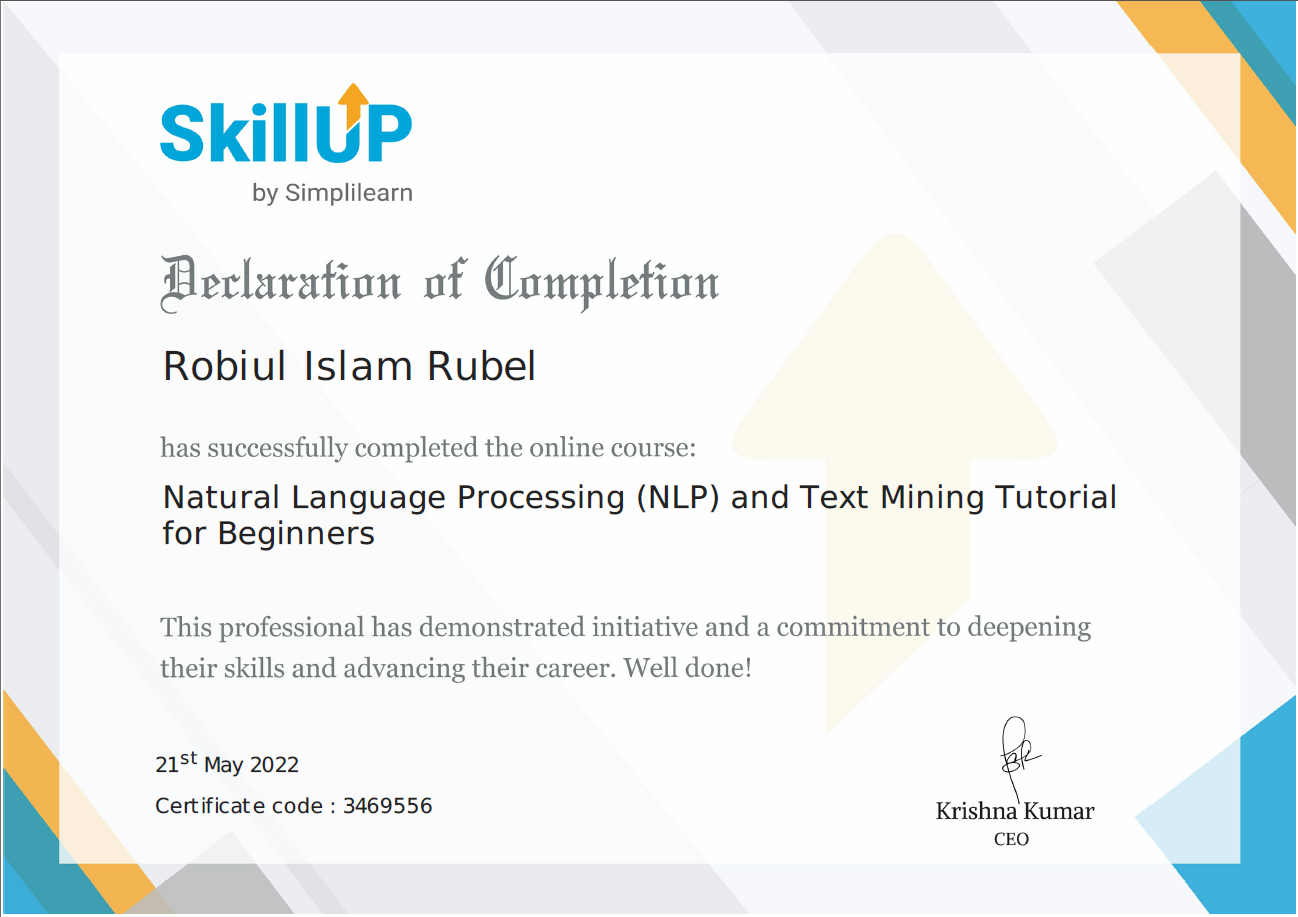 SkillUP
by Simplilearn
Declaration of Completion
Robiul Islam Rubel
has successfully completed the online course:
Natural Language Processing (NLP) and Text Mining Tutorial
for Beginners
This professional has demonstrated initiative and a commitment to deepening
their skills and advancing their career. Well done!
21st May 2022
Certificate code : 3469556
Krishna Kumar
CEO